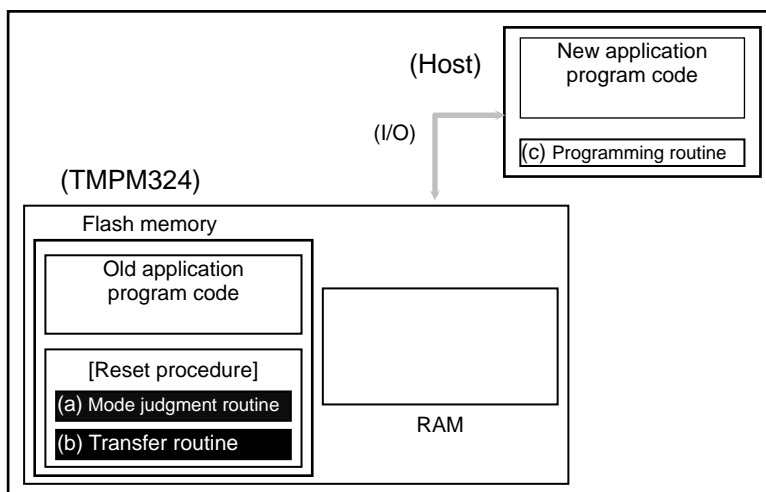 (Host)
New application
program code
(I/O)
(c) Programming routine
(TMPM324)
Flash memory
Old application
program code
[Reset procedure]
(a) Mode judgment routine
(b) Transfer routine
RAM